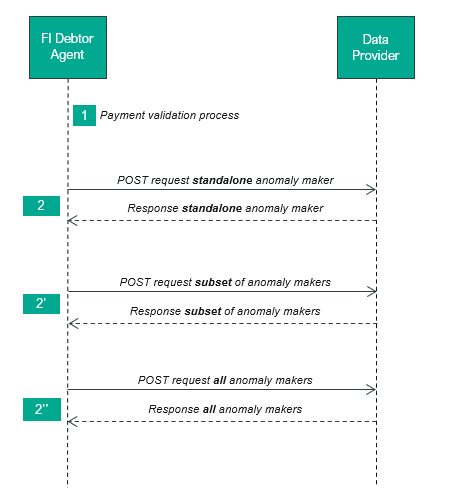 FI Debtor
Agent
Data
Provider
1 Payment validation process
POST request standalone anomaly maker
2
Response standalone anomaly maker
POST request subset of anomaly makers
2'
Response subset of anomaly makers
POST request all anomaly makers
2''
Response all anomaly makers